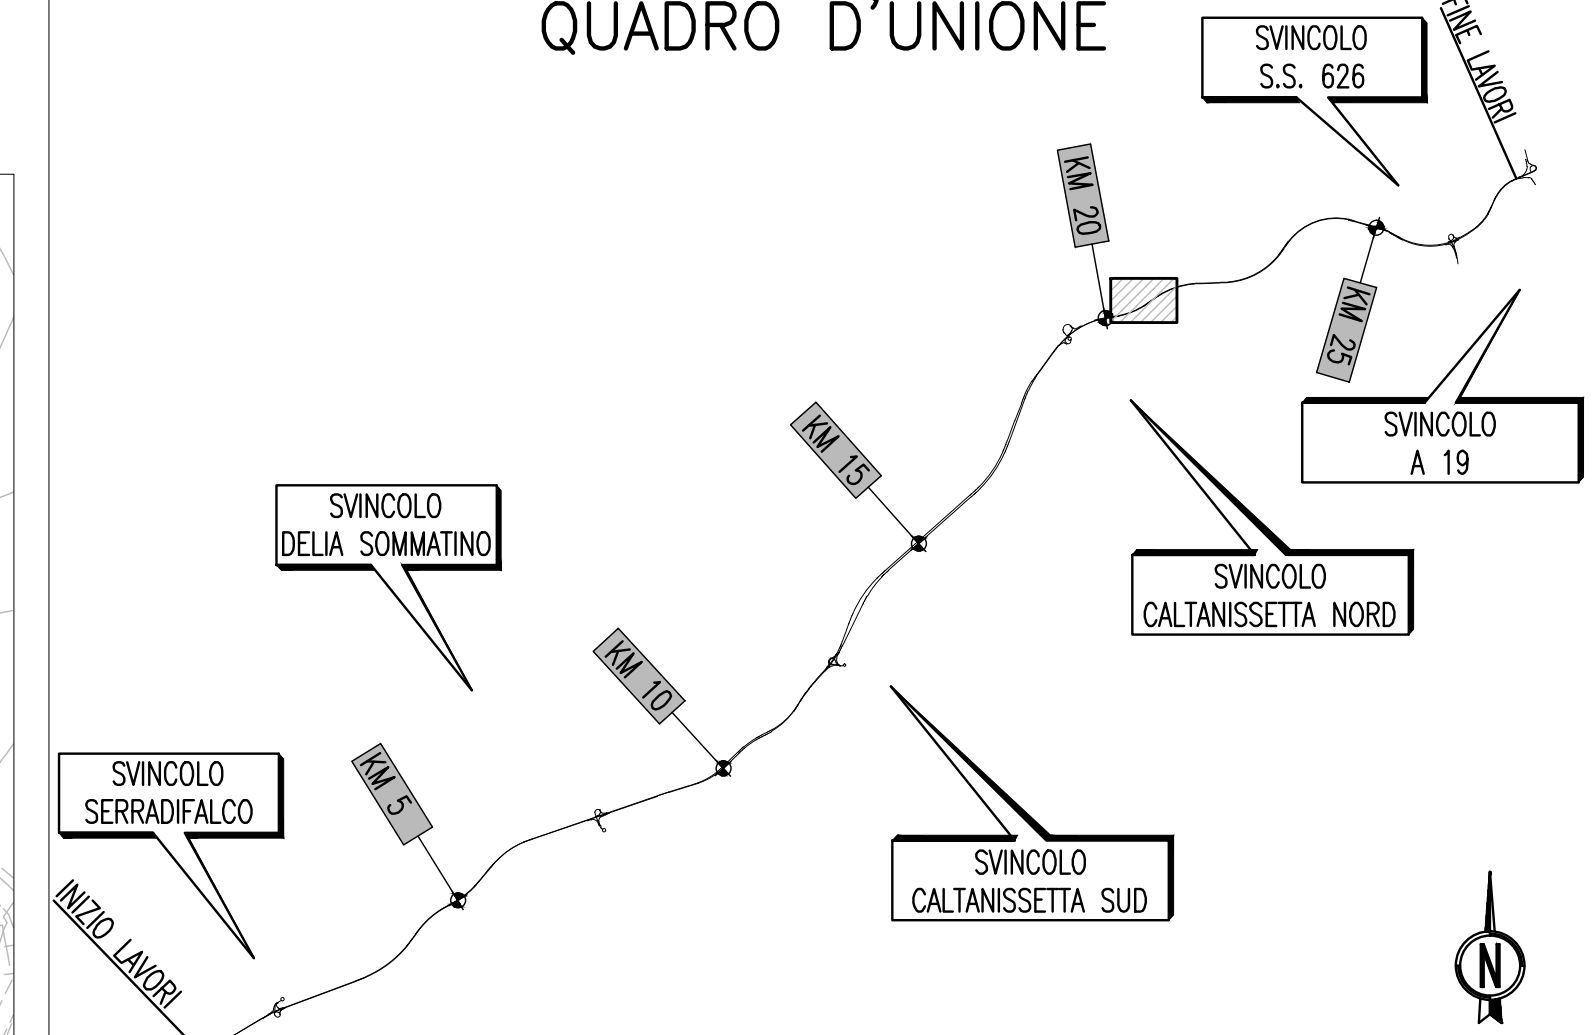 QUADRO D'UNIONE
SVINCOLO
S.S. 626
FINE LAVORI
KM 20
KM 25
SVINCOLO
A 19
KM 15
SVINCOLO
DELIA SOMMATINO
SVINCOLO
CALTANISSETTA NORD
KM 10
KM 5
SVINCOLO
SERRADIFALCO
SVINCOLO
CALTANISSETTA SUD
INIZIO LAVORI
N